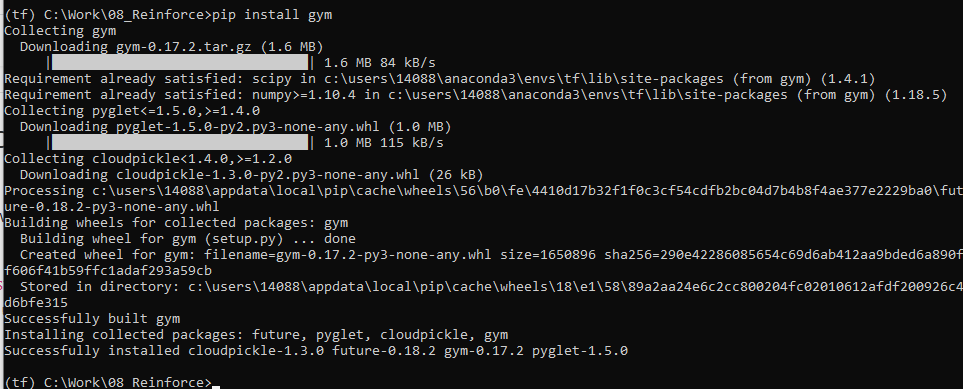 (tf) C:\Work\08_Reinforce>pip install gym
Collecting gym
  Downloading gym-0.17.2.tar.gz (1.6 MB)
     |████████████████████████████████| 1.6 MB 84 kB/s
Requirement already satisfied: scipy in c:\users\14088\anaconda3\envs\tf\lib\site-packages (from gym) (1.4.1)
Requirement already satisfied: numpy>=1.10.4 in c:\users\14088\anaconda3\envs\tf\lib\site-packages (from gym) (1.18.5)
Collecting pyglet<=1.5.0,>=1.4.0
  Downloading pyglet-1.5.0-py2.py3-none-any.whl (1.0 MB)
     |████████████████████████████████| 1.0 MB 115 kB/s
Collecting cloudpickle<1.4.0,>=1.2.0
  Downloading cloudpickle-1.3.0-py2.py3-none-any.whl (26 kB)
Processing c:\users\14088\appdata\local\pip\cache\wheels\56\b0\fe\4410d17b32f1f0c3cf54cdfb2bc04d7b4b8f4ae377e2229ba0\fut
ure-0.18.2-py3-none-any.whl
Building wheels for collected packages: gym
  Building wheel for gym (setup.py) ... done
  Created wheel for gym: filename=gym-0.17.2-py3-none-any.whl size=1650896 sha256=290e42286085654c69d6ab412aa9bded6a890f
f606f41b59ffc1adaf293a59cb
  Stored in directory: c:\users\14088\appdata\local\pip\cache\wheels\18\e1\58\89a2aa24e6c2cc800204fc02010612afdf200926c4
d6bfe315
Successfully built gym
Installing collected packages: future, pyglet, cloudpickle, gym
Successfully installed cloudpickle-1.3.0 future-0.18.2 gym-0.17.2 pyglet-1.5.0
(tf) C:\Work\08_Reinforce>